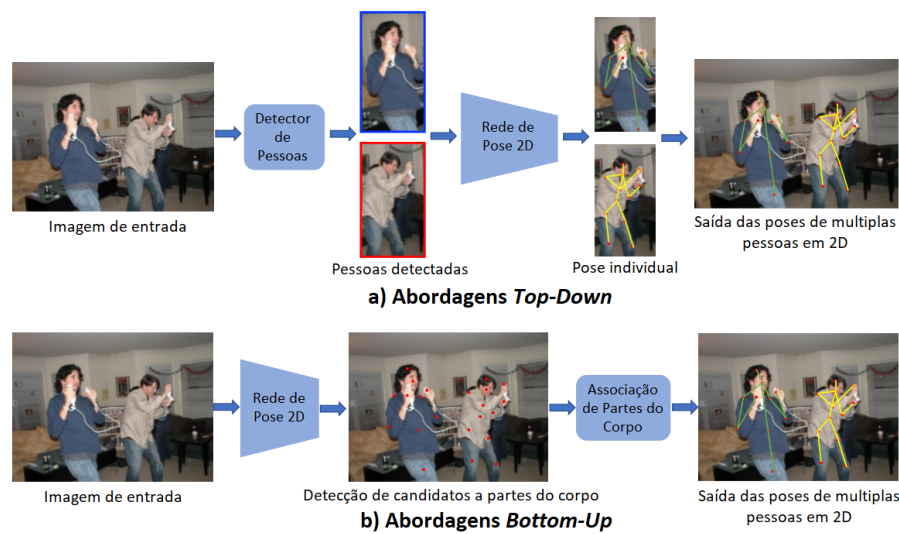 Detector
de
Pessoas
Rede de
Pose 2D
Imagem de entrada
Pessoas detectadas
Pose individual
Saída das poses de multiplas
pessoas em 2D
a) Abordagens Top-Down
Rede de
Pose 2D
Associação
de Partes do
Corpo
Imagem de entrada
Detecção de candidatos a partes do corpo
Saída das poses de multiplas
pessoas em 2D
b) Abordagens Bottom-Up